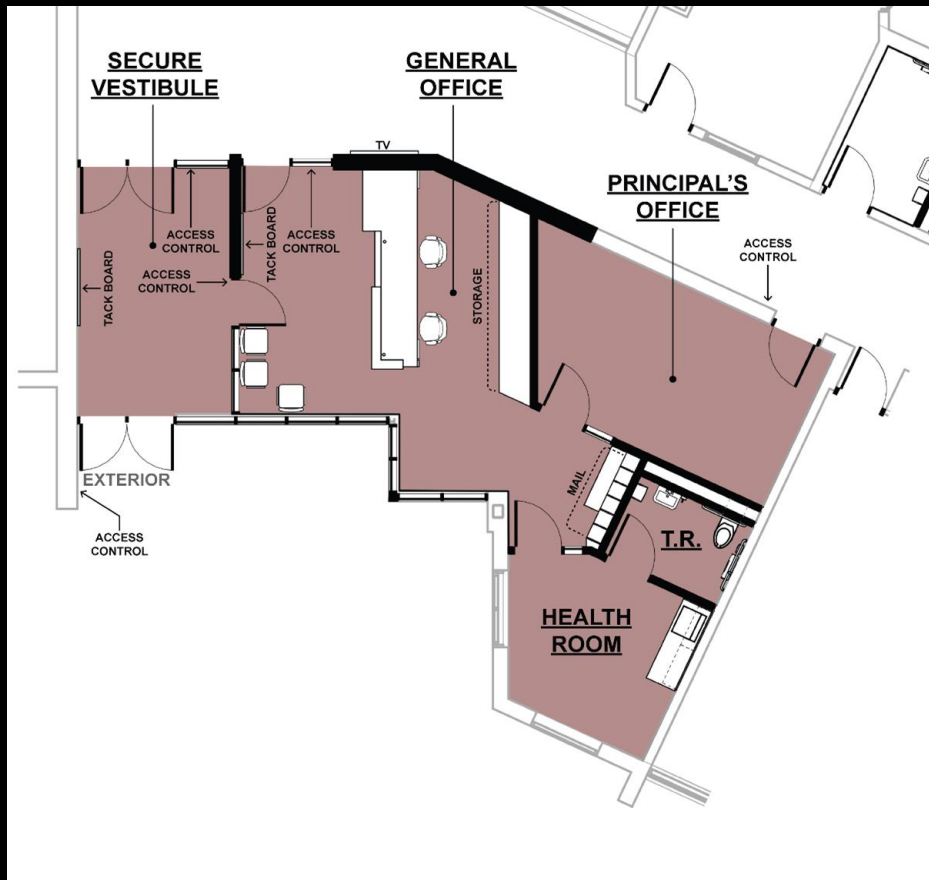 SECURE
VESTIBULE
GENERAL
OFFICE
TV
PRINCIPAL'S
OFFICE
ACCESS
CONTROL
TACK BOARD
ACCESS
CONTROL
ACCESS
CONTROL
TACK BOARD
ACCESS
CONTROL
STORAGE
EXTERIOR
ACCESS
CONTROL
MAIL
T.R.
HEALTH
ROOM